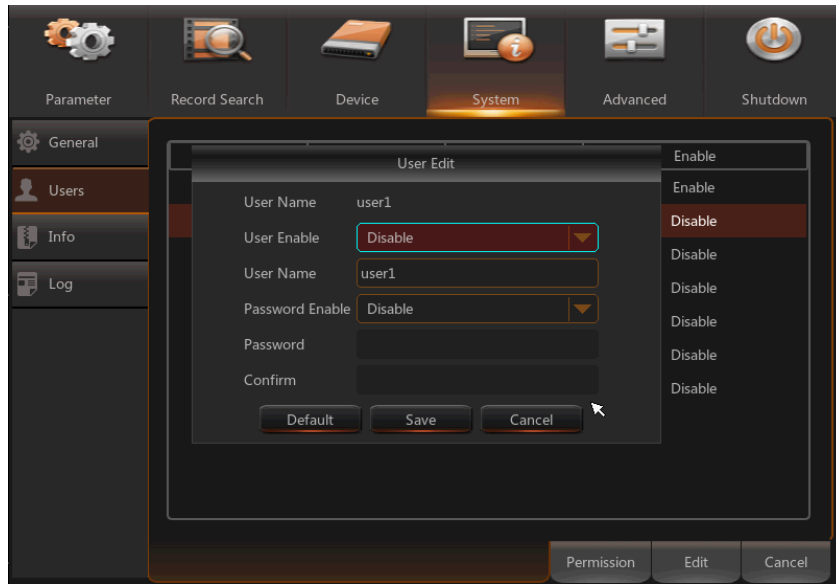 Parameter Record Search Device System Advanced Shutdown
General
Users
Info
Log
User Edit
User Name user1
User Enable Disable
User Name user1
Password Enable Disable
Password
Confirm
Default Save Cancel
Enable
Enable
Disable
Disable
Disable
Disable
Disable
Disable
Permission Edit Cancel